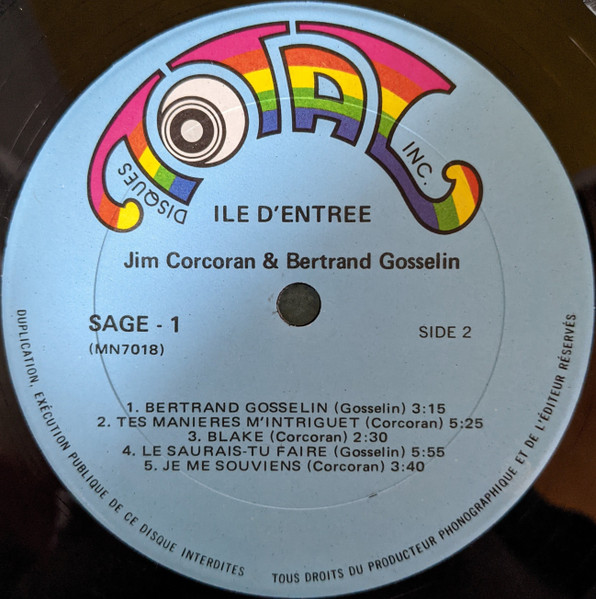 DISQUES TOTAL INC.
ILE D'ENTREE
Jim Corcoran & Bertrand Gosselin
SAGE - 1
(MN7018)
SIDE 2
1. BERTRAND GOSSELIN (Gosselin) 3:15
2. TES MANIERES M'INTRIGUET (Corcoran) 5:25
3. BLAKE (Corcoran) 2:30
4. LE SAURAIS-TU FAIRE (Gosselin) 5:55
5. JE ME SOUVIENS (Corcoran) 3:40
DUPLICATION, EXÉCUTION PUBLIQUE DE CE DISQUE INTERDITES
TOUS DROITS DU PRODUCTEUR PHONOGRAPHIQUE ET DE L'ÉDITEUR RÉSERVÉS